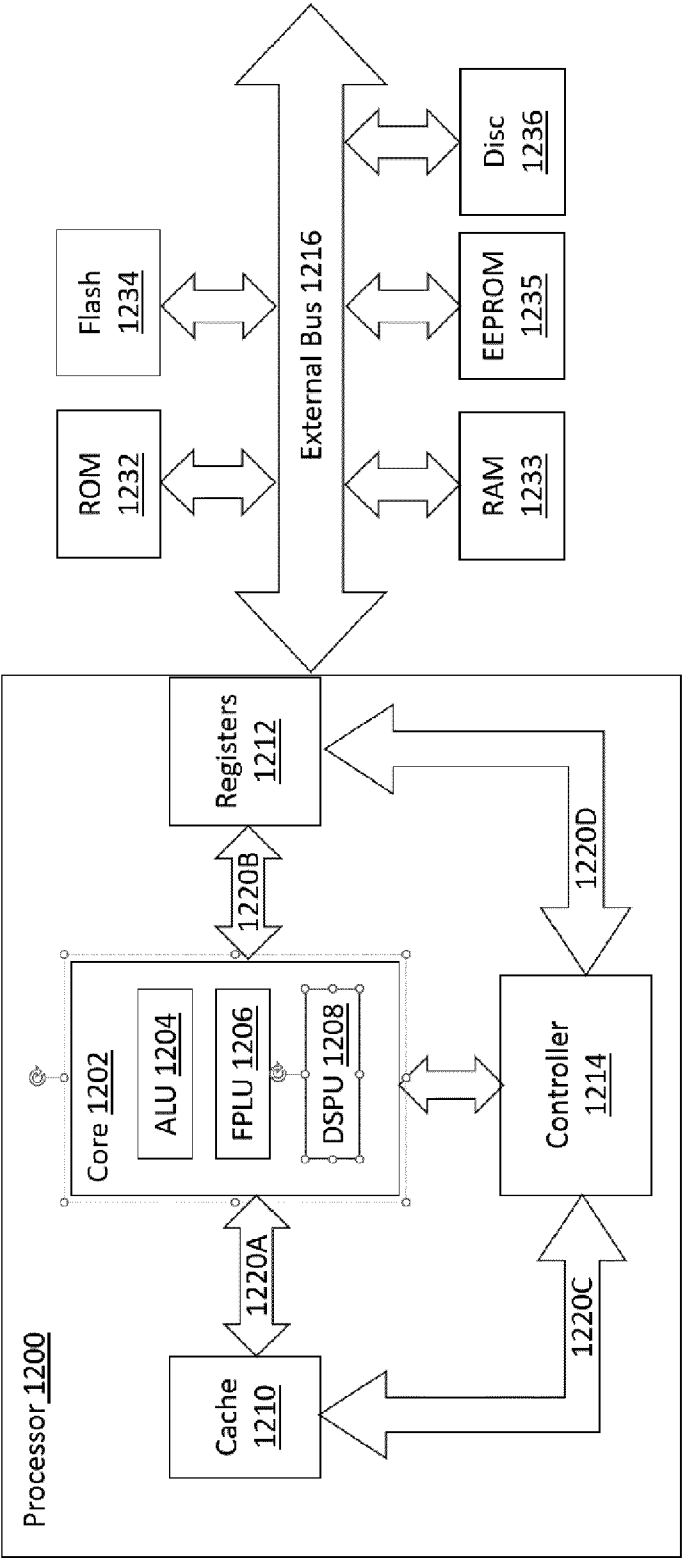 Processor 1200
Cache
1210
1220A
Core 1202
ALU 1204
FPLU 1206
DSPU 1208
1220B
Registers
1212
1220C
Controller
1214
1220D
External Bus 1216
ROM
1232
Flash
1234
RAM
1233
EEPROM
1235
Disc
1236